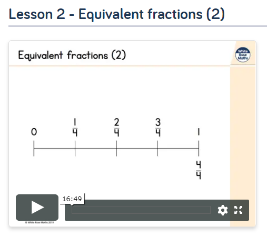 Lesson 2 - Equivalent fractions (2)
Equivalent fractions (2)
0 1/4 2/4 3/4 1
4/4
16:49